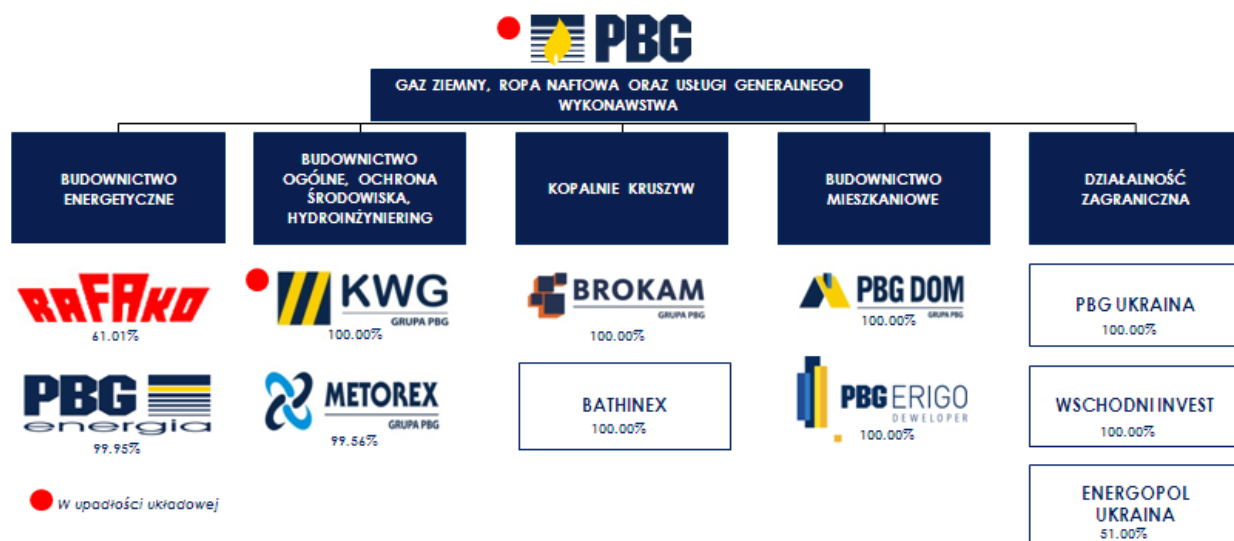 PBG
GAZ ZIEMNY, ROPA NAFTOWA ORAZ USŁUGI GENERALNEGO
WYKONAWSTWA
BUDOWNICTWO
ENERGETYCZNE
BUDOWNICTWO
OGÓLNE, OCHRONA
ŚRODOWISKA,
HYDROINŻYNIERING
KOPALNIE KRUSZYW
BUDOWNICTWO
MIESZKANIOWE
DZIAŁALNOŚĆ
ZAGRANICZNA
RAFAKO
61.01%
KWG
GRUPA PBG
100.00%
BROKAM
GRUPA PBG
100.00%
PBG DOM
GRUPA PBG
100.00%
PBG UKRAINA
100.00%
PBG
energia
99.95%
METOREX
GRUPA PBG
99.56%
BATHINEX
100.00%
PBG ERIGO
DEWELOPER
100.00%
WSCHODNI INVEST
100.00%
W upadłości układowej
ENERGOPOL
UKRAINA
51.00%